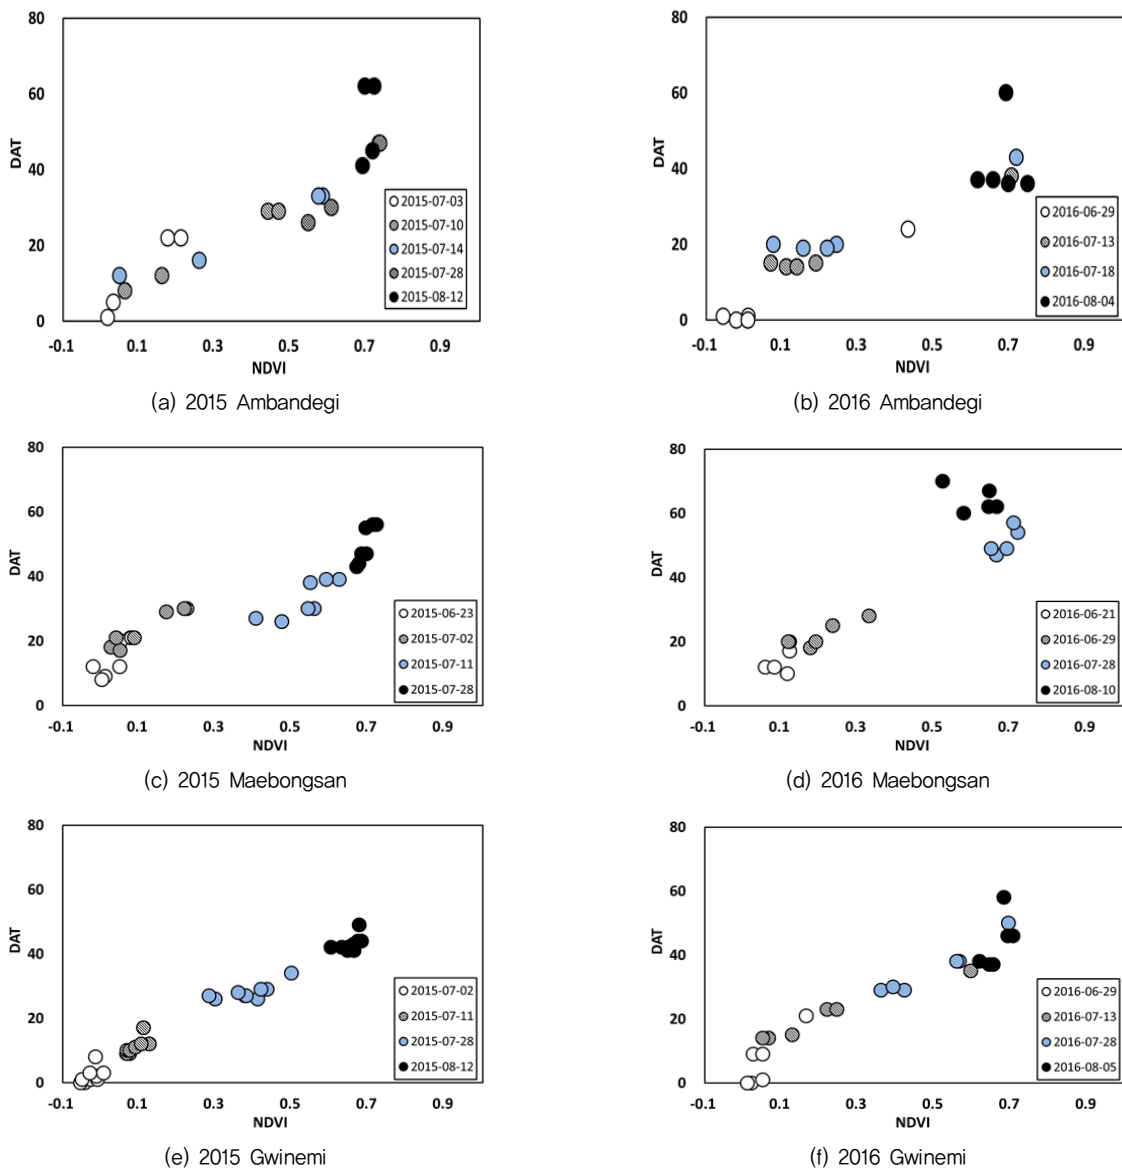 80
60
40
20
0
DAT
-0.1 0.1 0.3 0.5 0.7 0.9
NDVI
2015-07-03
2015-07-10
2015-07-14
2015-07-28
2015-08-12
(a) 2015 Ambandegi
80
60
40
20
0
DAT
-0.1 0.1 0.3 0.5 0.7 0.9
NDVI
2016-06-29
2016-07-13
2016-07-18
2016-08-04
(b) 2016 Ambandegi
80
60
40
20
0
DAT
-0.1 0.1 0.3 0.5 0.7 0.9
NDVI
2015-06-23
2015-07-02
2015-07-11
2015-07-28
(c) 2015 Maebongsan
80
60
40
20
0
DAT
-0.1 0.1 0.3 0.5 0.7 0.9
NDVI
2016-06-21
2016-06-29
2016-07-28
2016-08-10
(d) 2016 Maebongsan
80
60
40
20
0
DAT
-0.1 0.1 0.3 0.5 0.7 0.9
NDVI
2015-07-02
2015-07-11
2015-07-28
2015-08-12
(e) 2015 Gwinemi
80
60
40
20
0
DAT
-0.1 0.1 0.3 0.5 0.7 0.9
NDVI
2016-06-29
2016-07-13
2016-07-28
2016-08-05
(f) 2016 Gwinemi